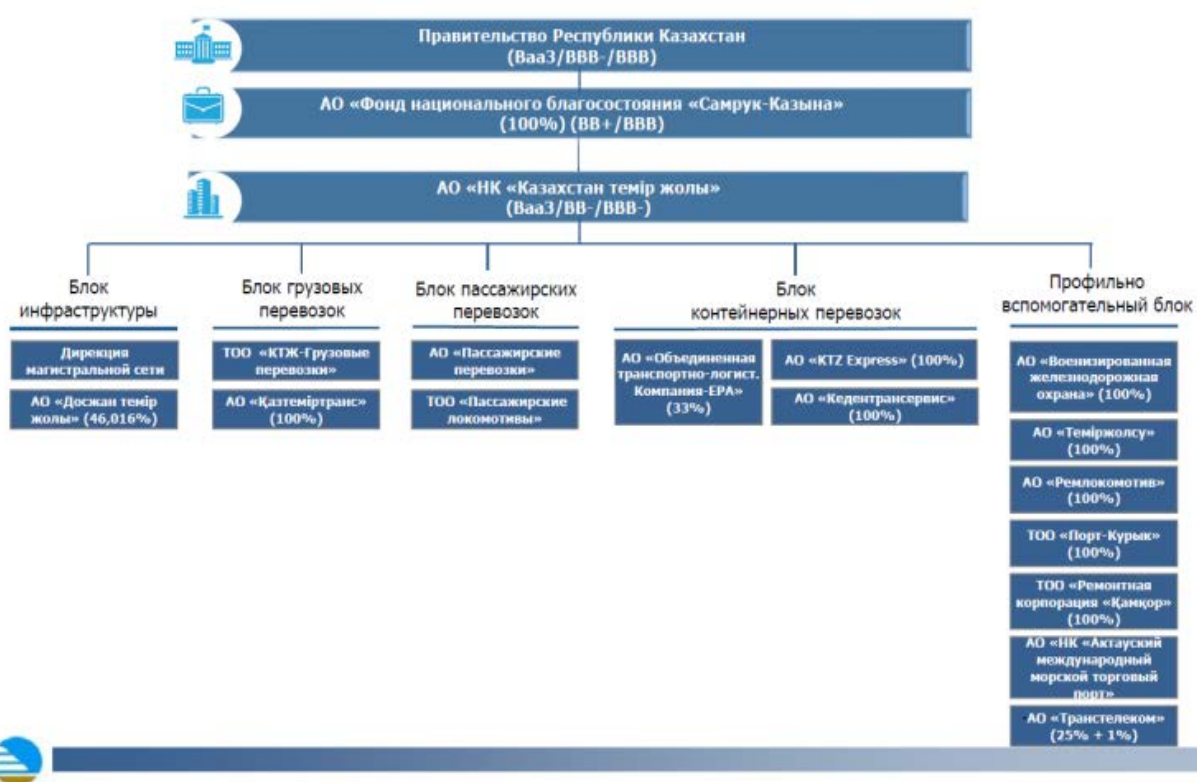 Правительство Республики Казахстан
(Baa3/BBB-/BBB)
АО «Фонд национального благосостояния «Самрук-Казына»
(100%) (BB+/BBB)
АО «НК «Казахстан темір жолы»
(Baa3/BB-/BBB-)
Блок
инфраструктуры
Дирекция
магистральной сети
АО «Досжан темір
жолы» (46,016%)
Блок грузовых
перевозок
ТОО «КТЖ-Грузовые
перевозки»
АО «Қазтеміртранс»
(100%)
Блок пассажирских
перевозок
АО «Пассажирские
перевозки»
ТОО «Пассажирские
локомотивы»
Блок
контейнерных перевозок
АО «Объединенная
транспортно-логист.
Компания-ЕРА»
(33%)
АО «KTZ Express» (100%)
АО «Кедентрансервис»
(100%)
Профильно
вспомогательный блок
АО «Военизированная
железнодорожная
охрана» (100%)
АО «Теміржолсу»
(100%)
АО «Ремлокомотив»
(100%)
ТОО «Порт-Курык»
(100%)
ТОО «Ремонтная
корпорация «Қамқор»
(100%)
АО «НК «Актауский
международный
морской торговый
порт»
АО «Транстелеком»
(25% + 1%)